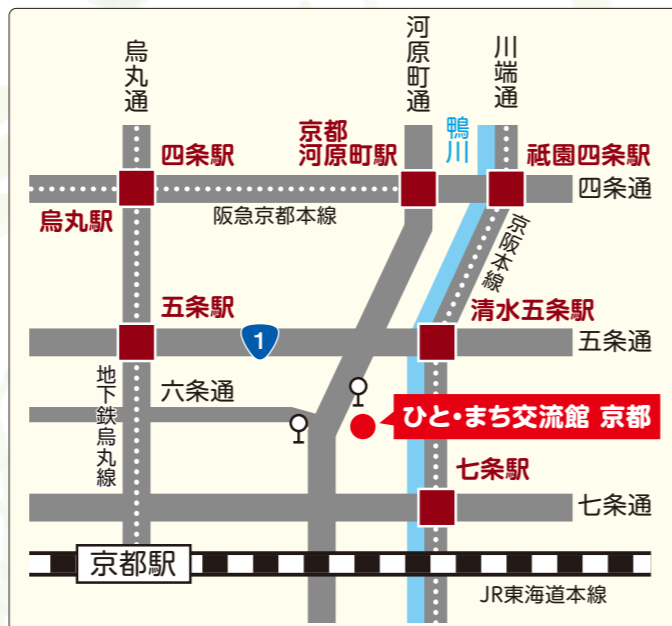 烏丸通
河原町通
川端通
鴨川
四条駅
京都
河原町駅
祇園四条駅
四条通
烏丸駅
阪急京都本線
京阪本線
五条駅
1
清水五条駅
五条通
地下鉄烏丸線
六条通
ひと・まち交流館 京都
七条駅
七条通
京都駅
JR東海道本線